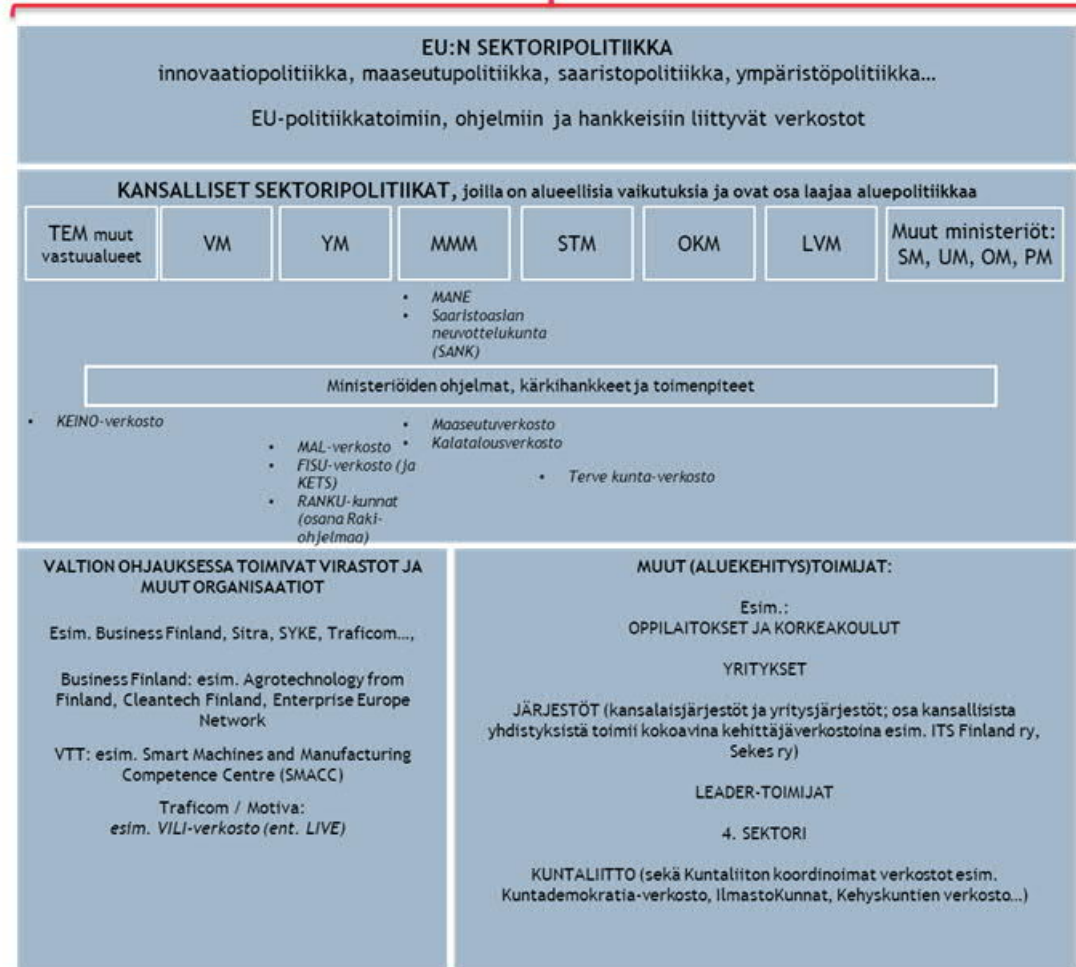 EU:N SEKTORIPOLITIIKKA
innovaatiopolitiikka, maaseutupolitiikka, saaristopolitiikka, ympäristöpolitiikka…
EU-politiikkatoimiin, ohjelmiin ja hankkeisiin liittyvät verkostot
KANSALLISET SEKTORIPOLITIIKAT, joilla on alueellisia vaikutuksia ja ovat osa laajaa aluepolitiikkaa
TEM muut
vastuualueet
VM
YM
MMM
STM
OKM
LVM
Muut ministeriöt:
SM, UM, OM, PM
• MANE
• Saaristoasian
neuvottelukunta
(SANK)
Ministeriöiden ohjelmat, kärkihankkeet ja toimenpiteet
• KEINO-verkosto
• MAL-verkosto
• FISU-verkosto (ja
KETS)
• RANKU-kunnat
(osana Raki-
ohjelmaa)
• Maaseutuverkosto
• Kalatalousverkosto
• Terve kunta-verkosto
VALTION OHJAUKSESSA TOIMIVAT VIRASTOT JA
MUUT ORGANISAATIOT
Esim. Business Finland, Sitra, SYKE, Traficom…,
Business Finland: esim. Agrotechnology from
Finland, Cleantech Finland, Enterprise Europe
Network
VTT: esim. Smart Machines and Manufacturing
Competence Centre (SMACC)
Traficom / Motiva:
esim. VILI-verkosto (ent. LIVE)
MUUT (ALUEKEHITYS)TOIMIJAT:
Esim.:
OPPILAITOKSET JA KORKEAKOULUT
YRITYKSET
JÄRJESTÖT (kansalaisjärjestöt ja yritysjärjestöt; osa kansallisista
yhdistyksistä toimii kokoavina kehittäjäverkostoina esim. ITS Finland ry,
Sekes ry)
LEADER-TOIMIJAT
4. SEKTORI
KUNTALIITTO (sekä Kuntaliiton koordinoimat verkostot esim.
Kuntademokratia-verkosto, IlmastoKunnat, Kehyskuntien verkosto…)